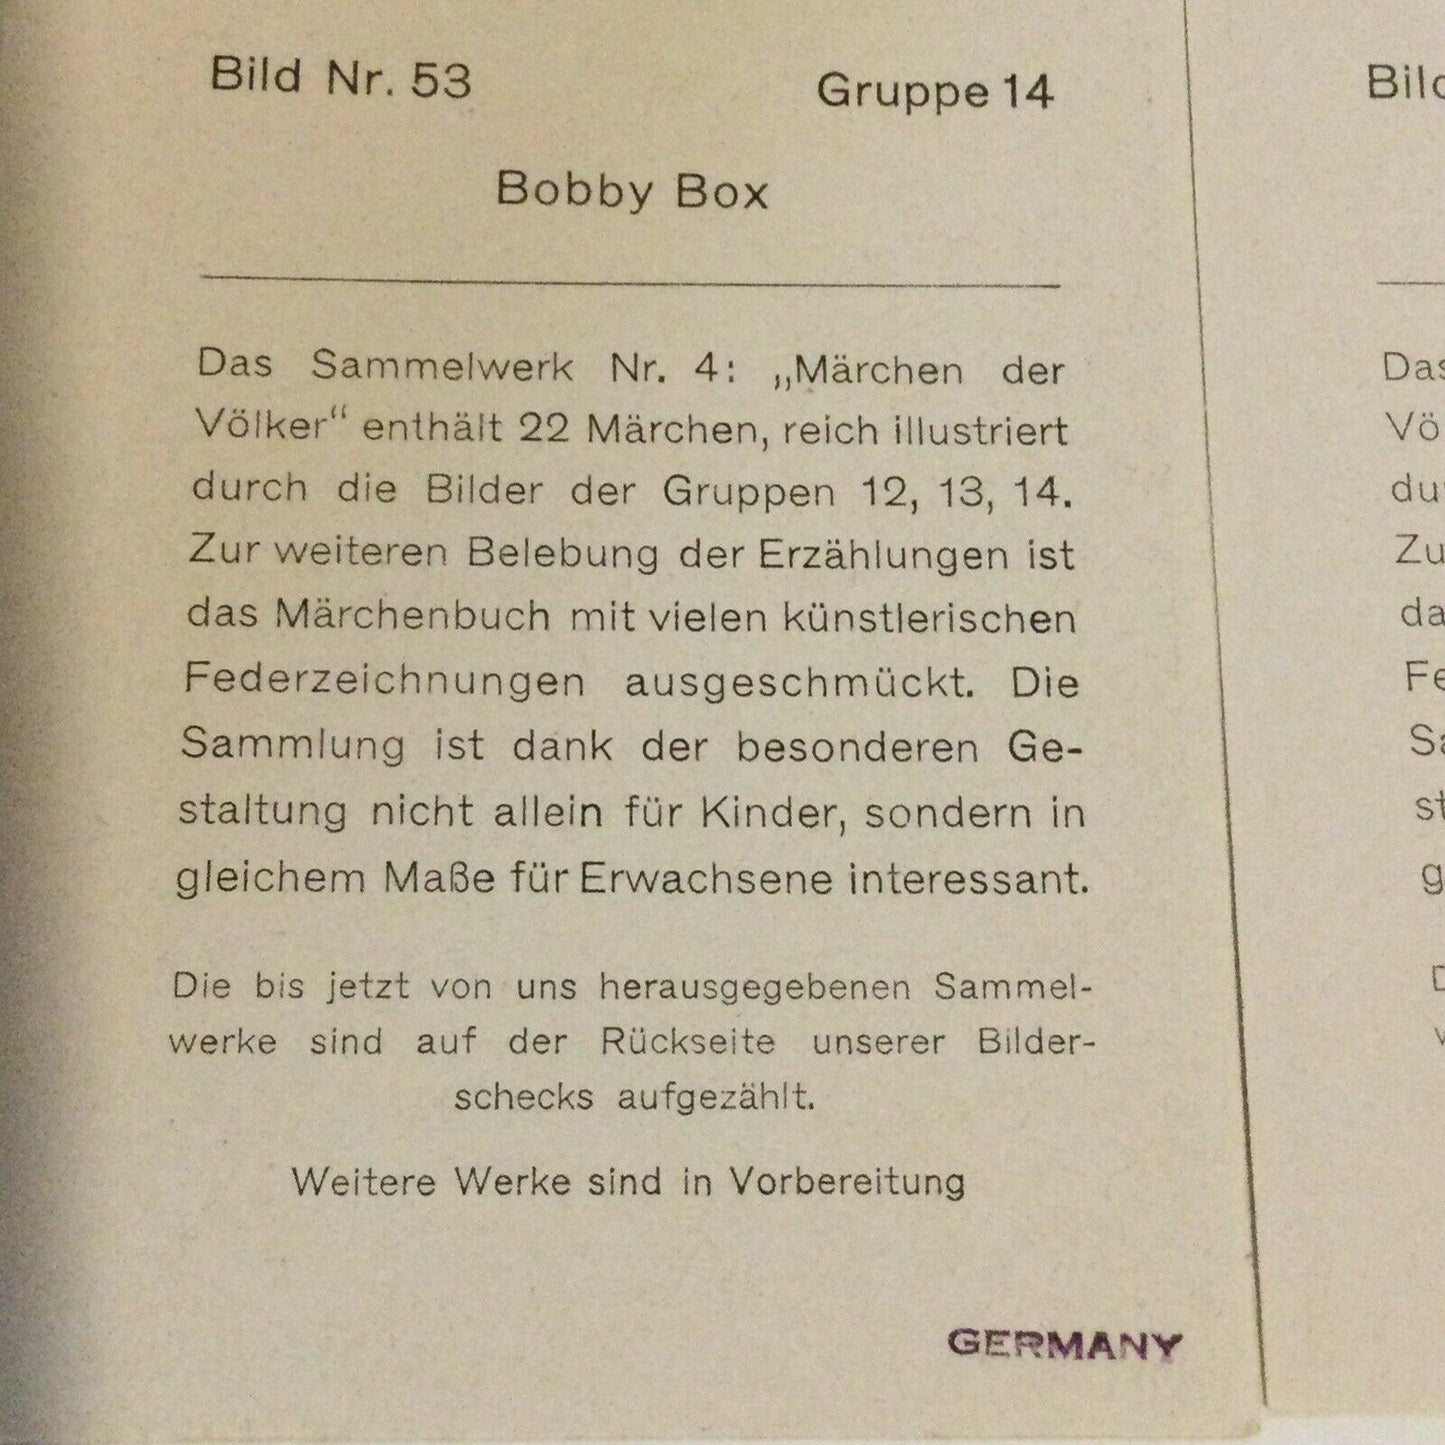 Bild Nr. 53
Gruppe 14
Bobby Box
Das Sammelwerk Nr. 4: „Märchen der
Völker“ enthält 22 Märchen, reich illustriert
durch die Bilder der Gruppen 12, 13, 14.
Zur weiteren Belebung der Erzählungen ist
das Märchenbuch mit vielen künstlerischen
Federzeichnungen ausgeschmückt. Die
Sammlung ist dank der besonderen Ge-
staltung nicht allein für Kinder, sondern in
gleichem Maße für Erwachsene interessant.
Die bis jetzt von uns herausgegebenen Sammel-
werke sind auf der Rückseite unserer Bilder-
schecks aufgezählt.
Weitere Werke sind in Vorbereitung
GERMANY